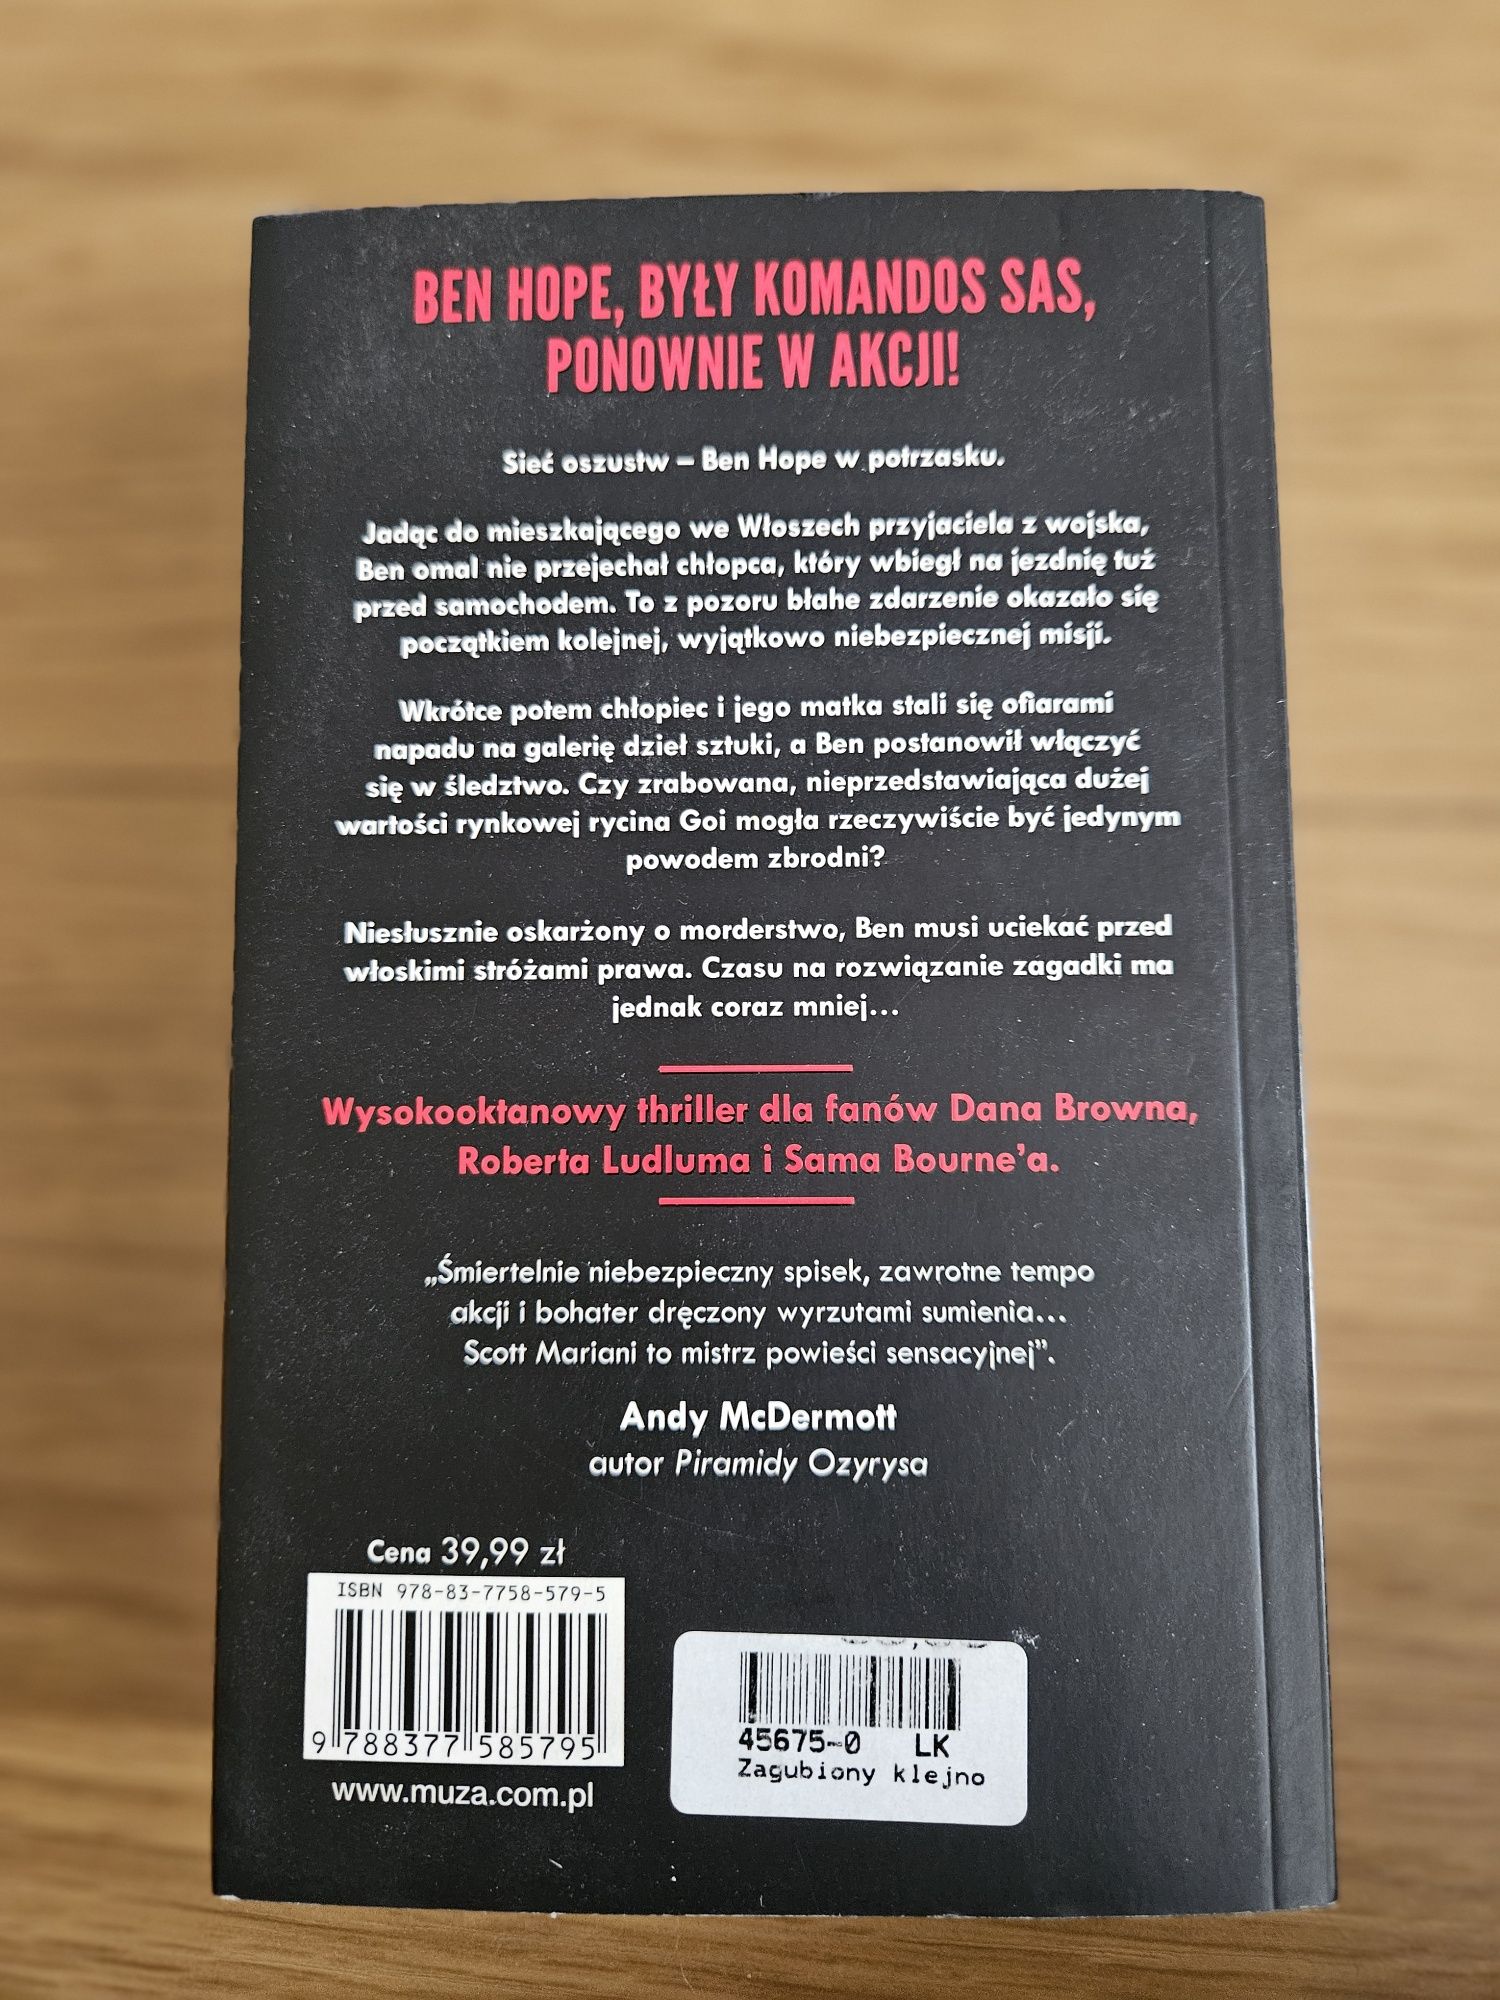 BEN HOPE, BYŁY KOMANDOS SAS,
PONOWNIE W AKCJI!
Sieć oszustw – Ben Hope w potrzasku.
Jadąc do mieszkającego we Włoszech przyjaciela z wojska,
Ben omal nie przejechał chłopca, który wbiegł na jezdnię tuż
przed samochodem. To z pozoru błahe zdarzenie okazało się
początkiem kolejnej, wyjątkowo niebezpiecznej misji.
Wkrótce potem chłopiec i jego matka stali się ofiarami
napadu na galerię dzieł sztuki, a Ben postanowił włączyć
się w śledztwo. Czy zrabowana, nieprzedstawiająca dużej
wartości rynkowej rycina Goi mogła rzeczywiście być jedynym
powodem zbrodni?
Niesłusznie oskarżony o morderstwo, Ben musi uciekać przed
włoskimi stróżami prawa. Czasu na rozwiązanie zagadki ma
jednak coraz mniej...
Wysokooktanowy thriller dla fanów Dana Browna,
Roberta Ludluma i Sama Bourne’a.
„Śmiertelnie niebezpieczny spisek, zawrotne tempo
akcji i bohater dręczony wyrzutami sumienia...
Scott Mariani to mistrz powieści sensacyjnej”.
Andy McDermott
autor Piramidy Ozyrysa
Cena 39,99 zł
ISBN 978-83-7758-579-5
9 788377 585795
www.muza.com.pl
45675-0 LK
Zagubiony klejno